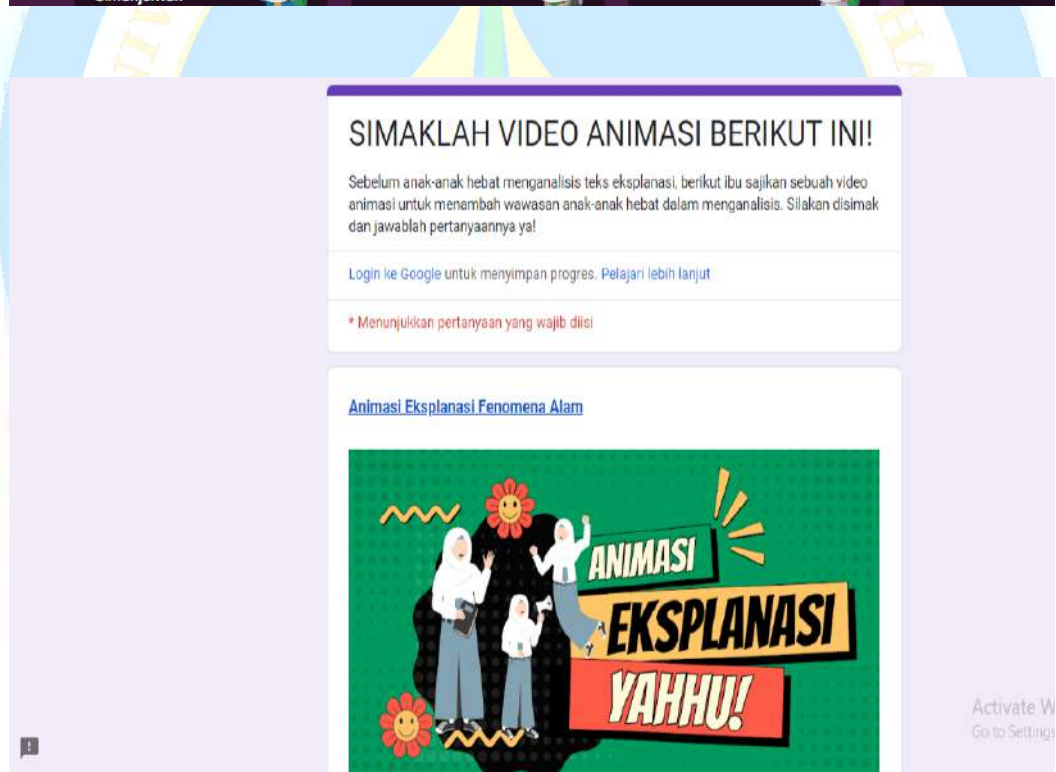 SIMAKLAH VIDEO ANIMASI BERIKUT INI!
Sebelum anak-anak hebat menganalisis teks eksplanasi, berikut ibu sajikan sebuah video
animasi untuk menambah wawasan anak-anak hebat dalam menganalisis. Silakan disimak
dan jawablah pertanyaannya ya!
Login ke Google untuk menyimpan progres. Pelajari lebih lanjut
* Menunjukkan pertanyaan yang wajib diisi
Animasi Eksplanasi Fenomena Alam
ANIMASI
EKSPLANASI
YAHHU!
Activate W
Go to Settings